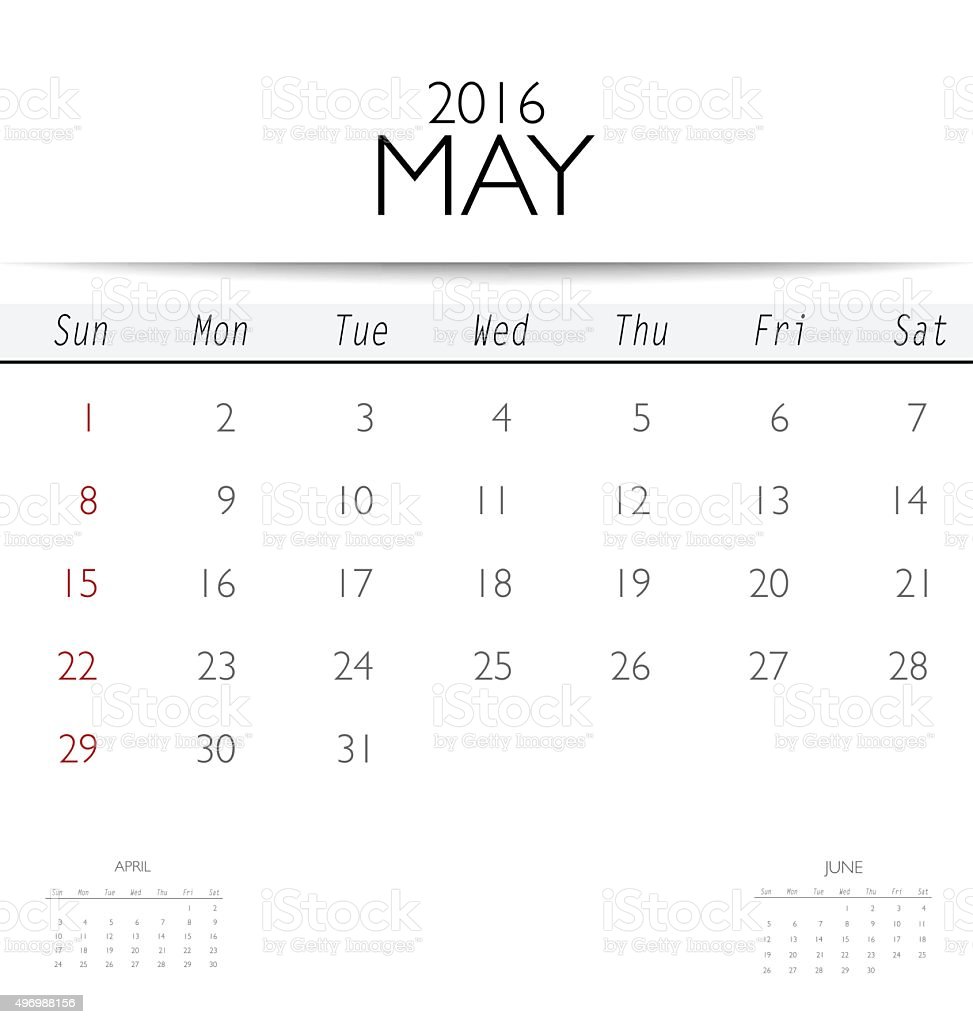 2016
MAY
Sun Mon Tue Wed Thu Fri Sat
1 2 3 4 5 6 7
8 9 10 11 12 13 14
15 16 17 18 19 20 21
22 23 24 25 26 27 28
29 30 31
APRIL
Sun Mon Tue Wed Thu Fri Sat
1 2
3 4 5 6 7 8 9
10 11 12 13 14 15 16
17 18 19 20 21 22 23
24 25 26 27 28 29 30
JUNE
Sun Mon Tue Wed Thu Fri Sat
1 2 3 4
5 6 7 8 9 10 11
12 13 14 15 16 17 18
19 20 21 22 23 24 25
26 27 28 29 30
iStock
by Getty Images™
496988156